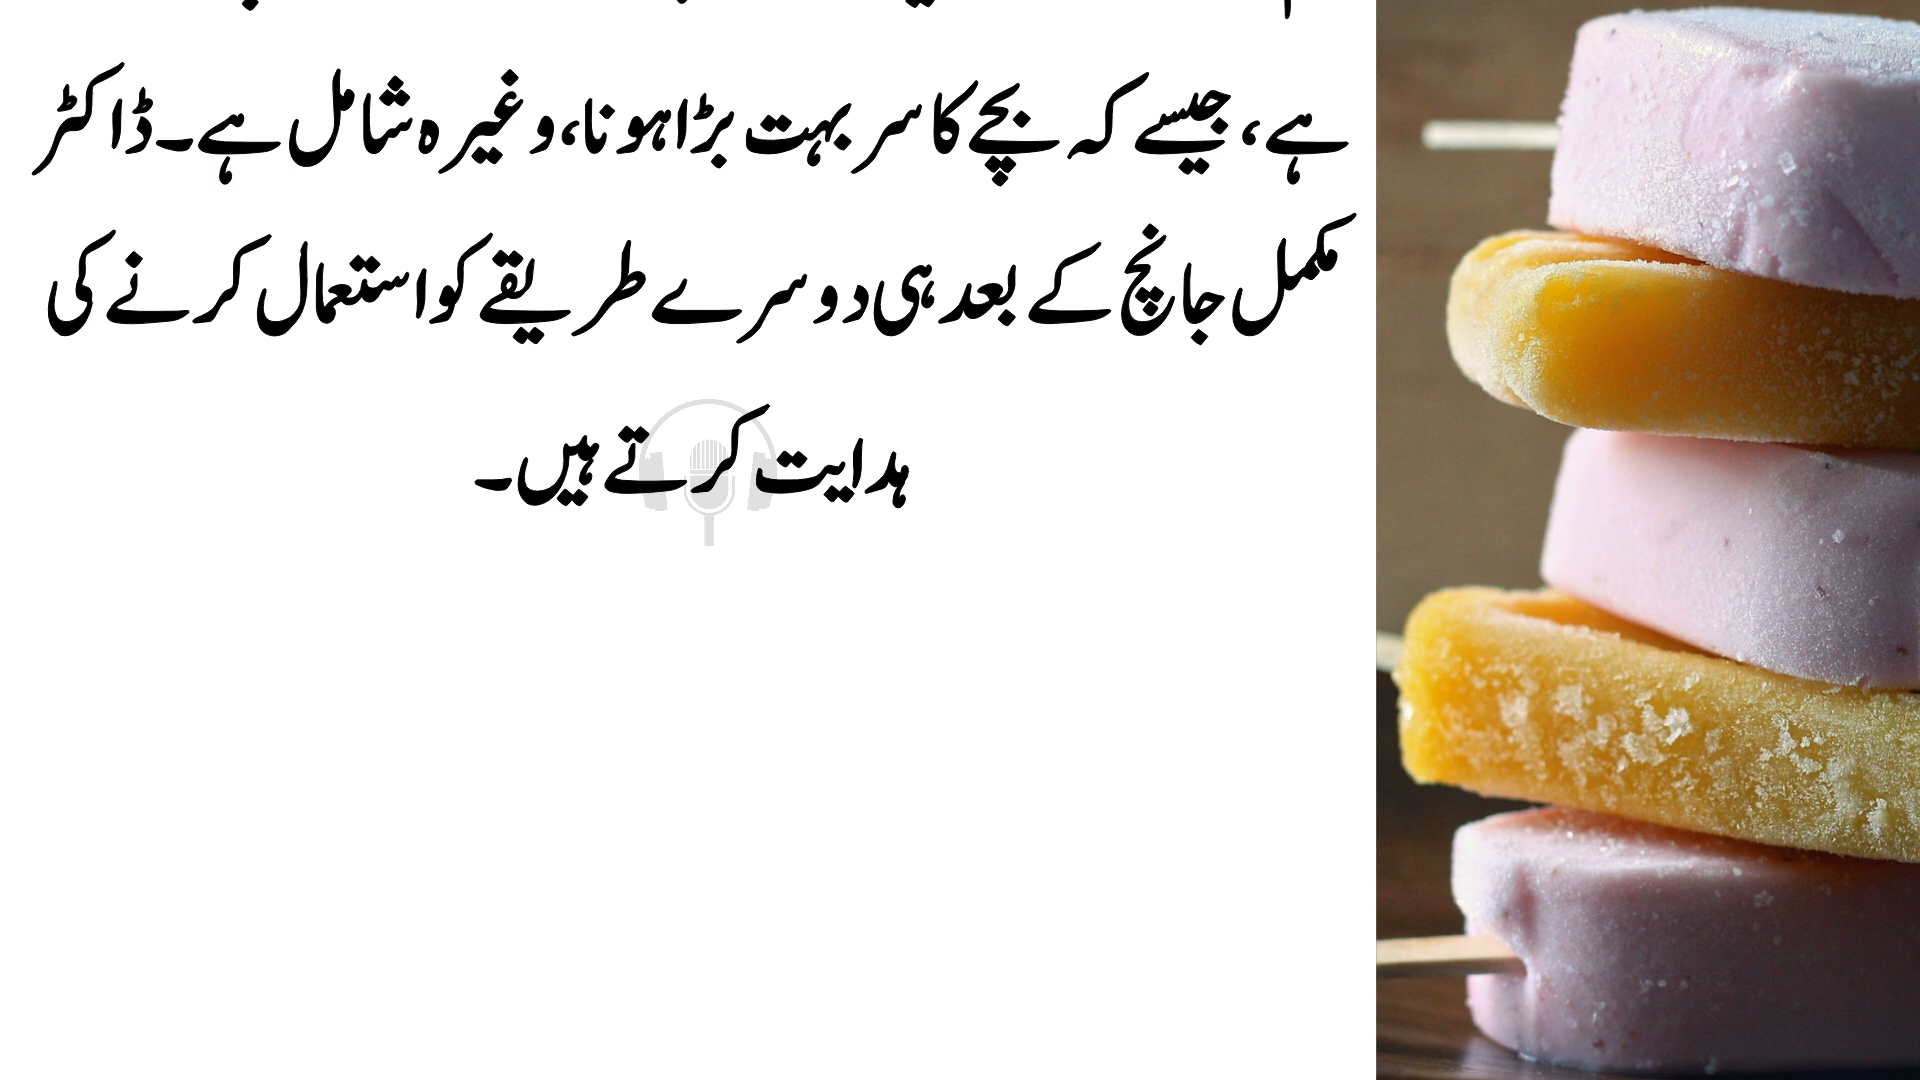 ہے، جیسے کہ بچے کا سر بہت بڑا ہونا، وغیرہ شامل ہے۔ ڈاکٹر
مکمل جانچ کے بعد ہی دوسرے طریقے کو استعمال کرنے کی
ہدایت کرتے ہیں۔